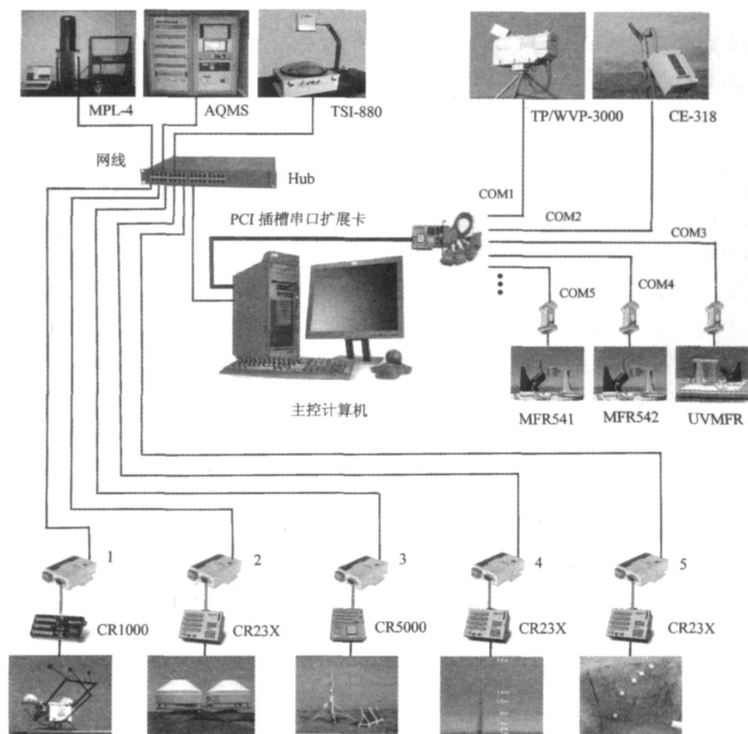 MPL-4
AQMS
TSI-880
TP/WVP-3000
CE-318
网线
Hub
COM1
PCI 插槽串口扩展卡
COM2
COM3
COM5
COM4
主控计算机
MFR541
MFR542
UVMFR
1
2
3
4
5
CR1000
CR23X
CR5000
CR23X
CR23X